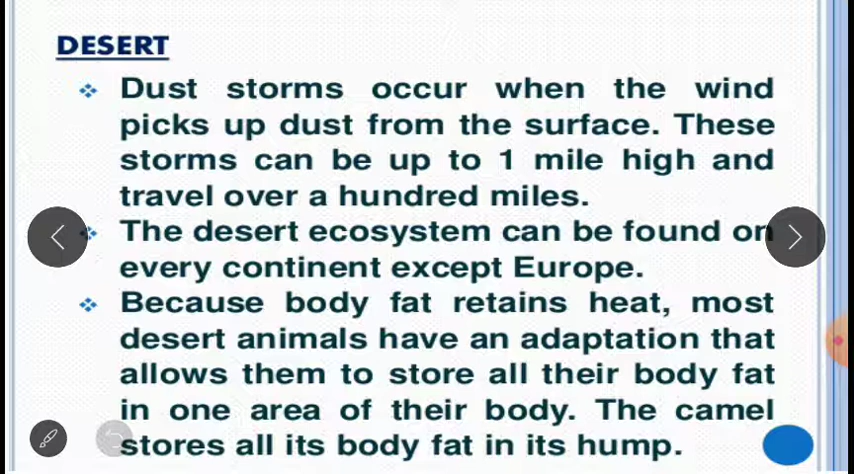 DESERT
Dust storms occur when the wind
picks up dust from the surface. These
storms can be up to 1 mile high and
travel over a hundred miles.
The desert ecosystem can be found on
every continent except Europe.
Because body fat retains heat, most
desert animals have an adaptation that
allows them to store all their body fat
in one area of their body. The camel
stores all its body fat in its hump.